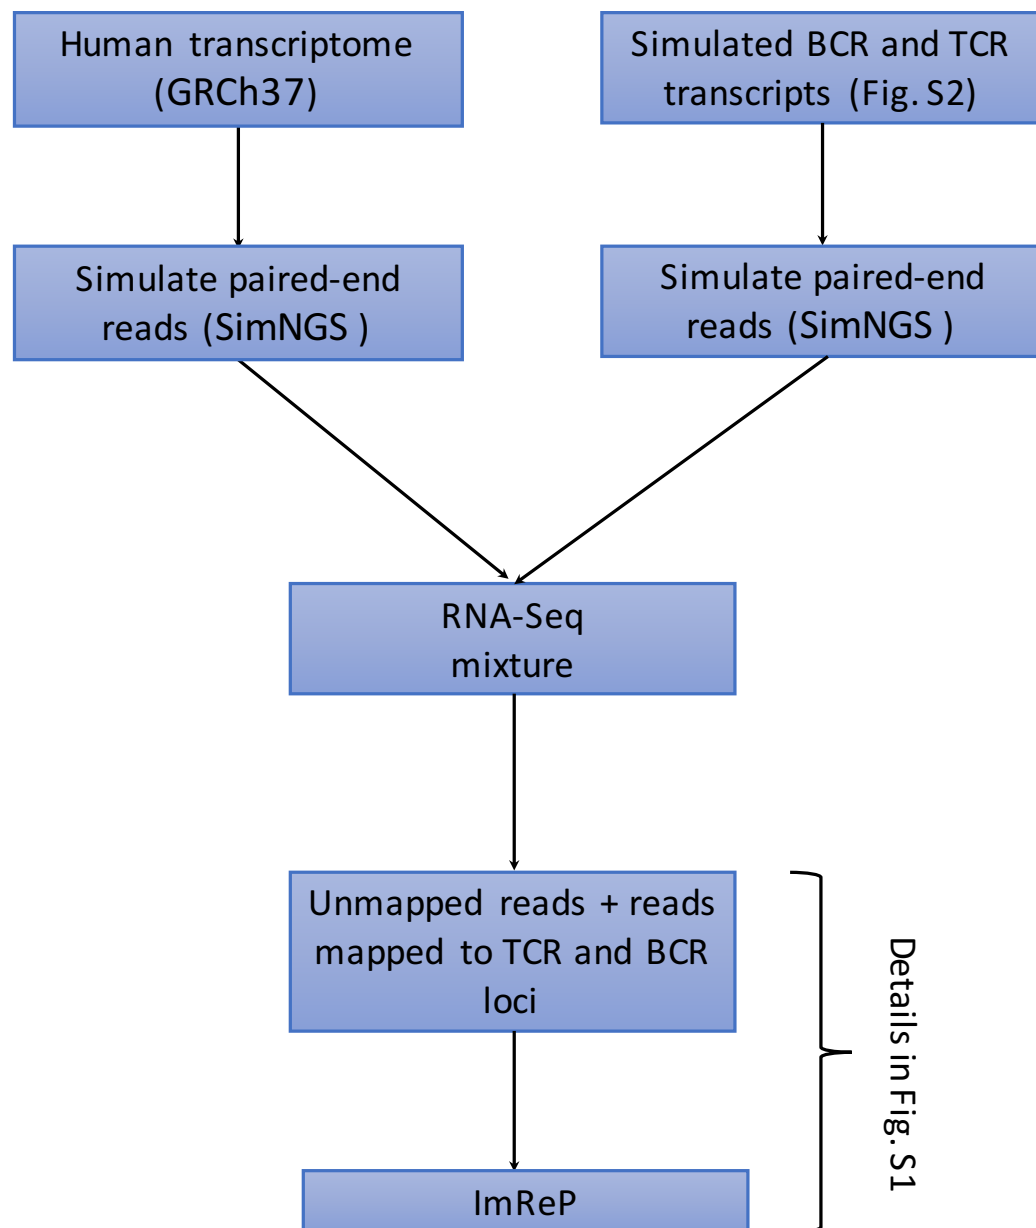 Human transcriptome
(GRCh37)
Simulated BCR and TCR
transcripts (Fig. S2)
Simulate paired-end
reads (SimNGS )
Simulate paired-end
reads (SimNGS )
RNA-Seq
mixture
Unmapped reads + reads
mapped to TCR and BCR
loci
Details in Fig. S1
ImReP